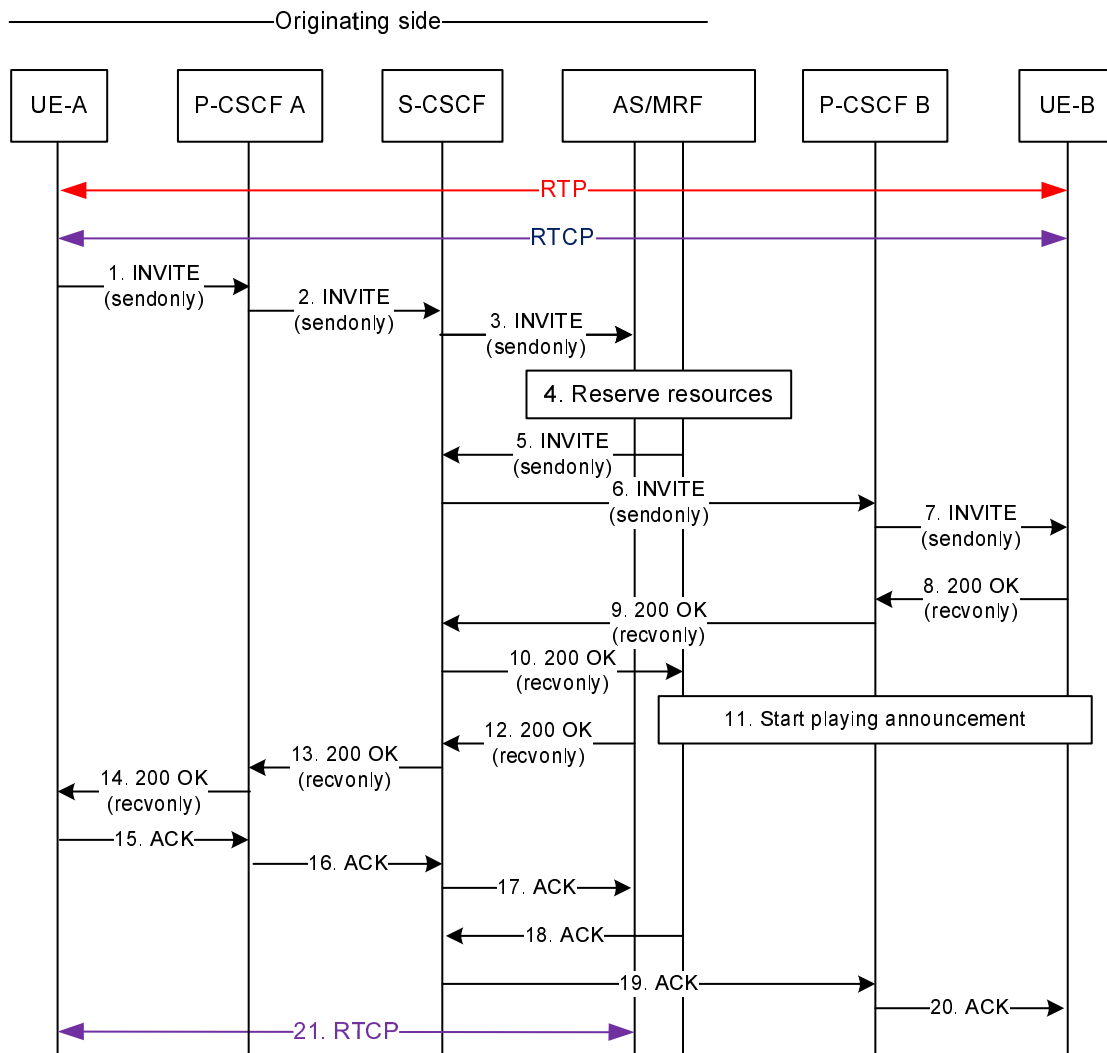 Originating side
UE-A
P-CSCF A
S-CSCF
AS/MRF
P-CSCF B
UE-B
RTP
RTCP
1. INVITE
(sendonly)
2. INVITE
(sendonly)
3. INVITE
(sendonly)
4. Reserve resources
5. INVITE
(sendonly)
6. INVITE
(sendonly)
7. INVITE
(sendonly)
8. 200 OK
(recvonly)
9. 200 OK
(recvonly)
10. 200 OK
(recvonly)
11. Start playing announcement
12. 200 OK
(recvonly)
13. 200 OK
(recvonly)
14. 200 OK
(recvonly)
15. ACK
16. ACK
17. ACK
18. ACK
19. ACK
20. ACK
21. RTCP